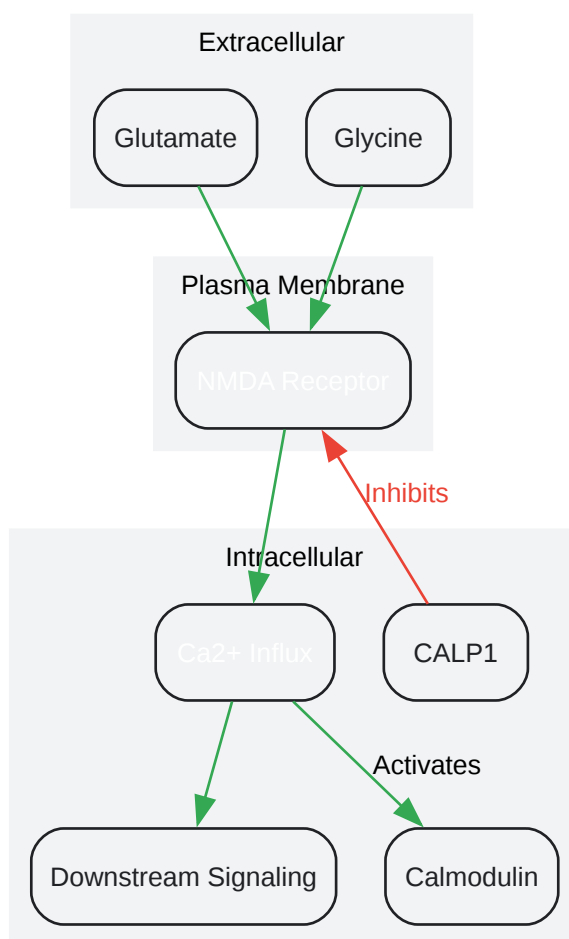 Extracellular
Glutamate
Glycine
Plasma Membrane
NMDA Receptor
Inhibits
Intracellular
Ca2+ Influx
CALP1
Activates
Downstream Signaling
Calmodulin